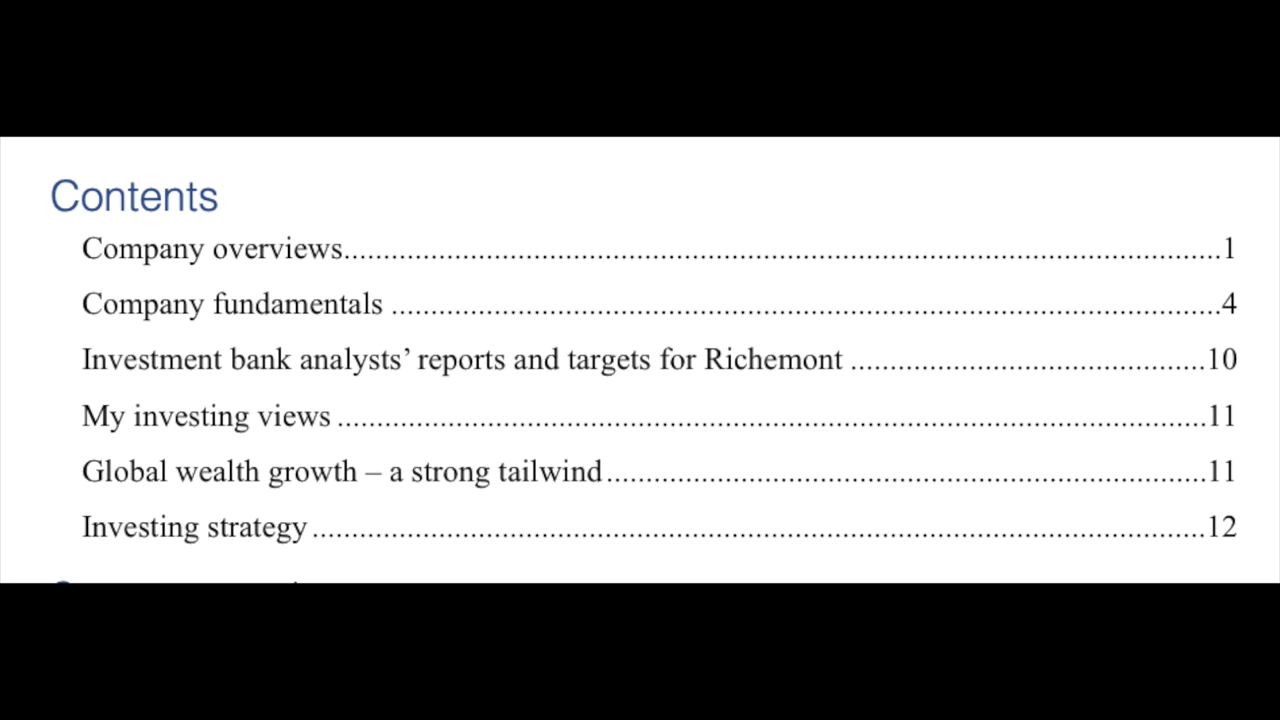 Contents
Company overviews........................................................................................................1
Company fundamentals ..................................................................................................4
Investment bank analysts’ reports and targets for Richemont ..........................................10
My investing views ........................................................................................................11
Global wealth growth – a strong tailwind.......................................................................11
Investing strategy ...........................................................................................................12